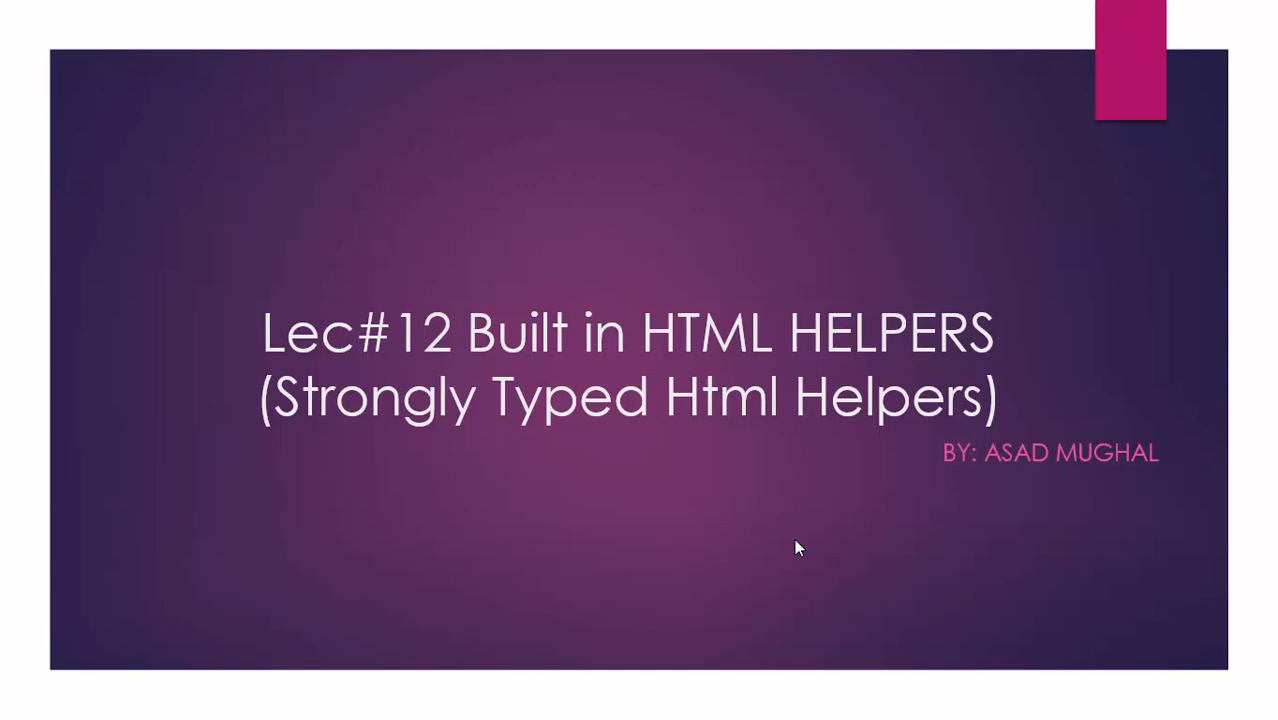 Lec#12 Built in HTML HELPERS
(Strongly Typed Html Helpers)
BY: ASAD MUGHAL